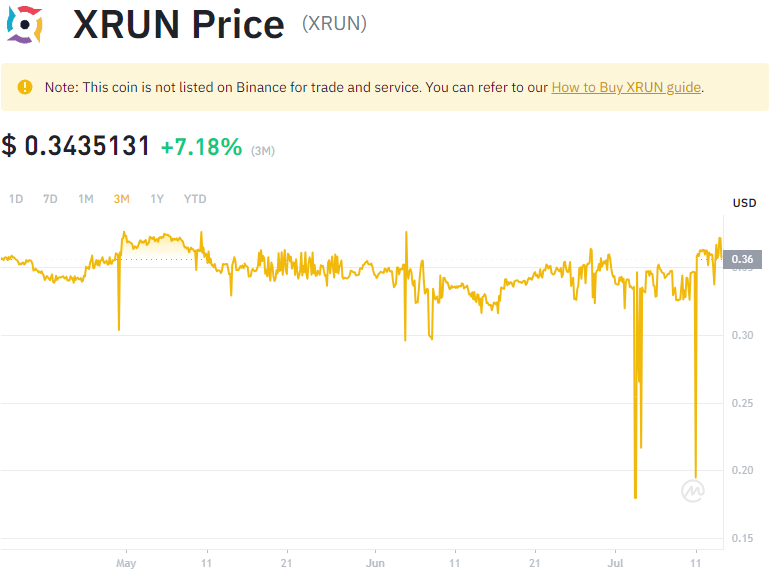 XRUN Price (XRUN)
Note: This coin is not listed on Binance for trade and service. You can refer to our How to Buy XRUN guide.
$ 0.3435131 +7.18% (3M)
1D 7D 1M 3M 1Y YTD
USD
0.36
0.30
0.25
0.20
0.15
May 11 21 Jun 11 21 Jul 11